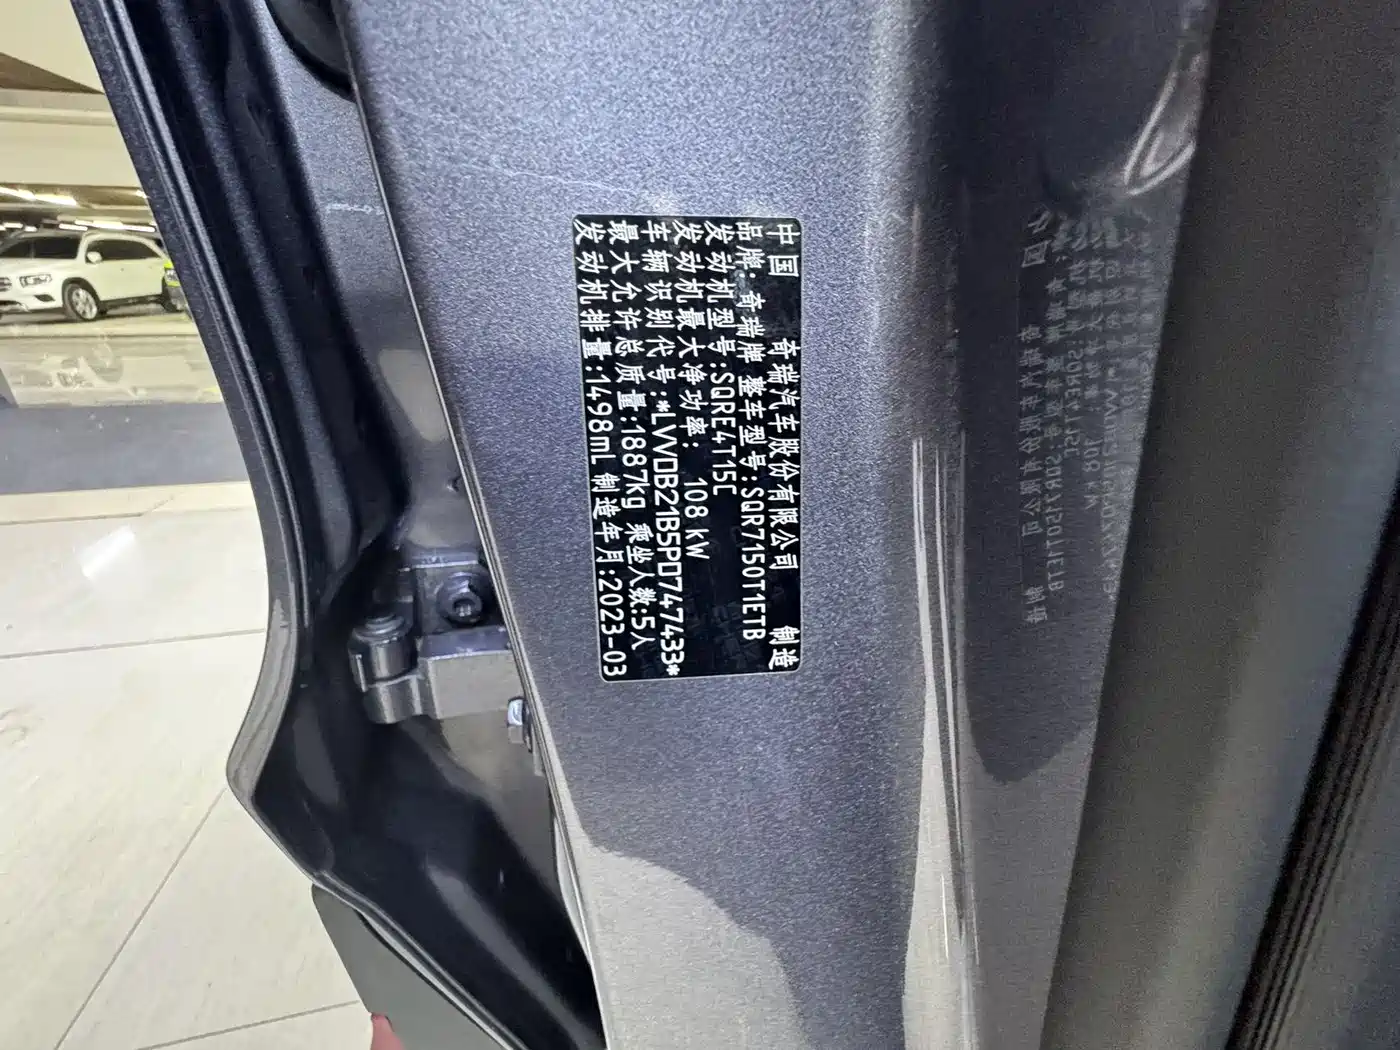 中国 奇瑞汽车股份有限公司 制造
品牌:奇瑞牌 整车型号:SQR7150T1ETB
发动机型号:SQRE4T15C
发动机最大净功率: 108 kW
车辆识别代号:*LVVDB21B5PD747433*
最大允许总质量:1887kg 乘坐人数:5人
发动机排量:1498mL 制造年月:2023-03